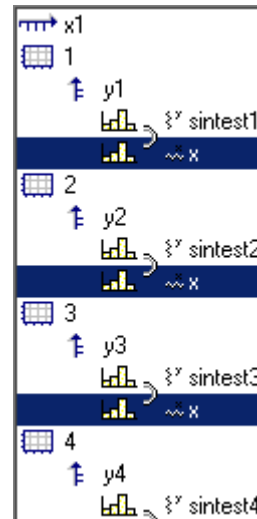 x1
1
y1
sintest1
x
2
y2
sintest2
x
3
y3
sintest3
x
4
y4
sintest4